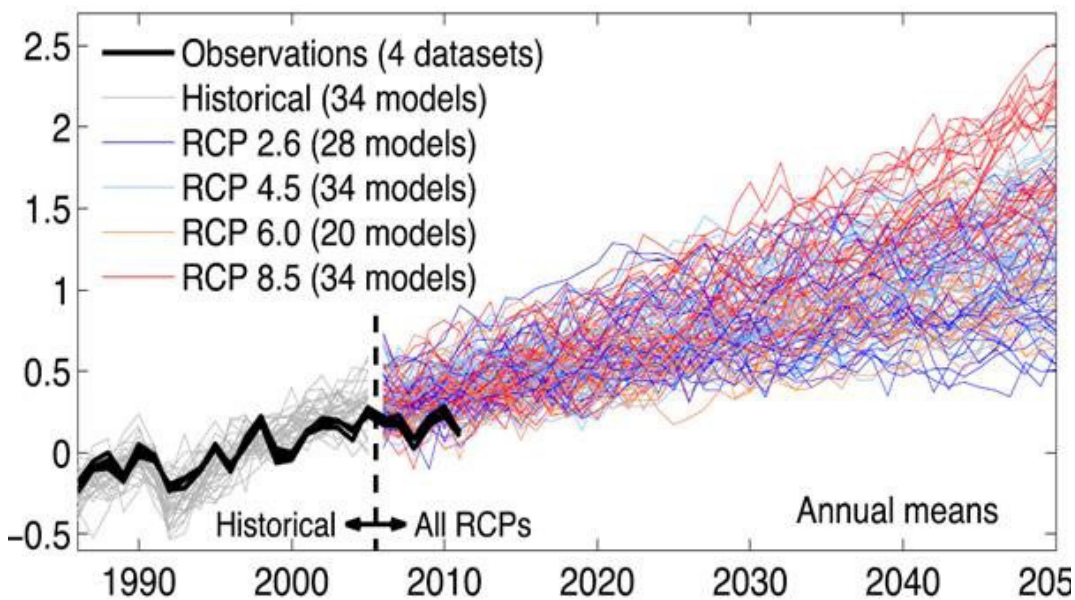 2.5
2
1.5
1
0.5
0
−0.5
Observations (4 datasets)
Historical (34 models)
RCP 2.6 (28 models)
RCP 4.5 (34 models)
RCP 6.0 (20 models)
RCP 8.5 (34 models)
Historical
All RCPs
Annual means
1990 2000 2010 2020 2030 2040 205